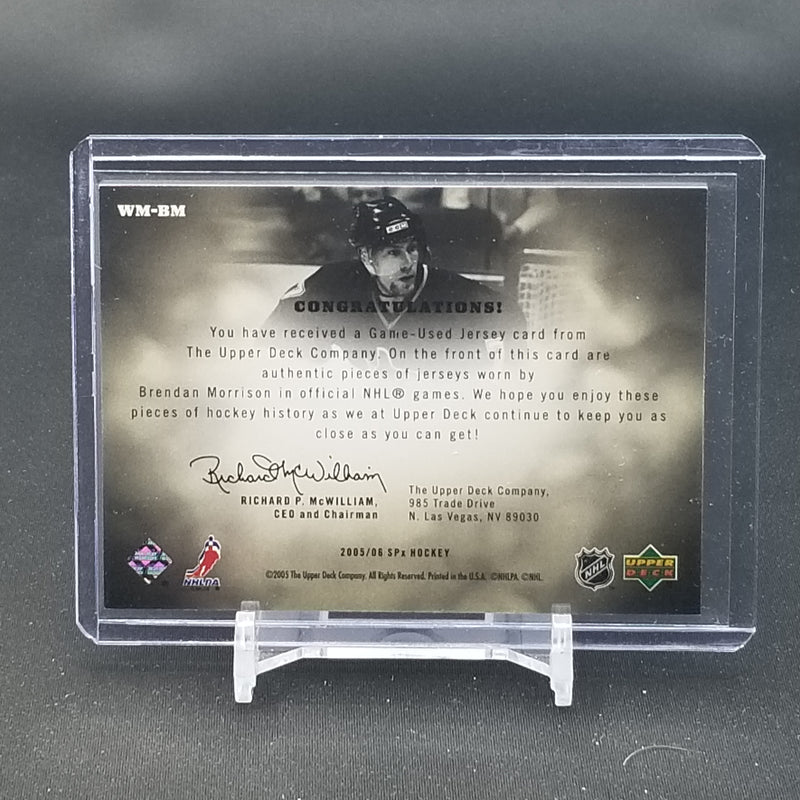 WM-BM
CCM
CONGRATULATIONS!
You have received a Game-Used Jersey card from
The Upper Deck Company. On the front of this card are
authentic pieces of jerseys worn by
Brendan Morrison in official NHL® games. We hope you enjoy these
pieces of hockey history as we at Upper Deck continue to keep you as
close as you can get!
Richard P. McWilliam
RICHARD P. McWILLIAM,
CEO and Chairman
The Upper Deck Company,
985 Trade Drive
N. Las Vegas, NV 89030
2005/06 SPx HOCKEY
©2005 The Upper Deck Company. All Rights Reserved. Printed in the U.S.A. ©NHLPA ©NHL.
NHLPA
NHL
UPPER
DECK